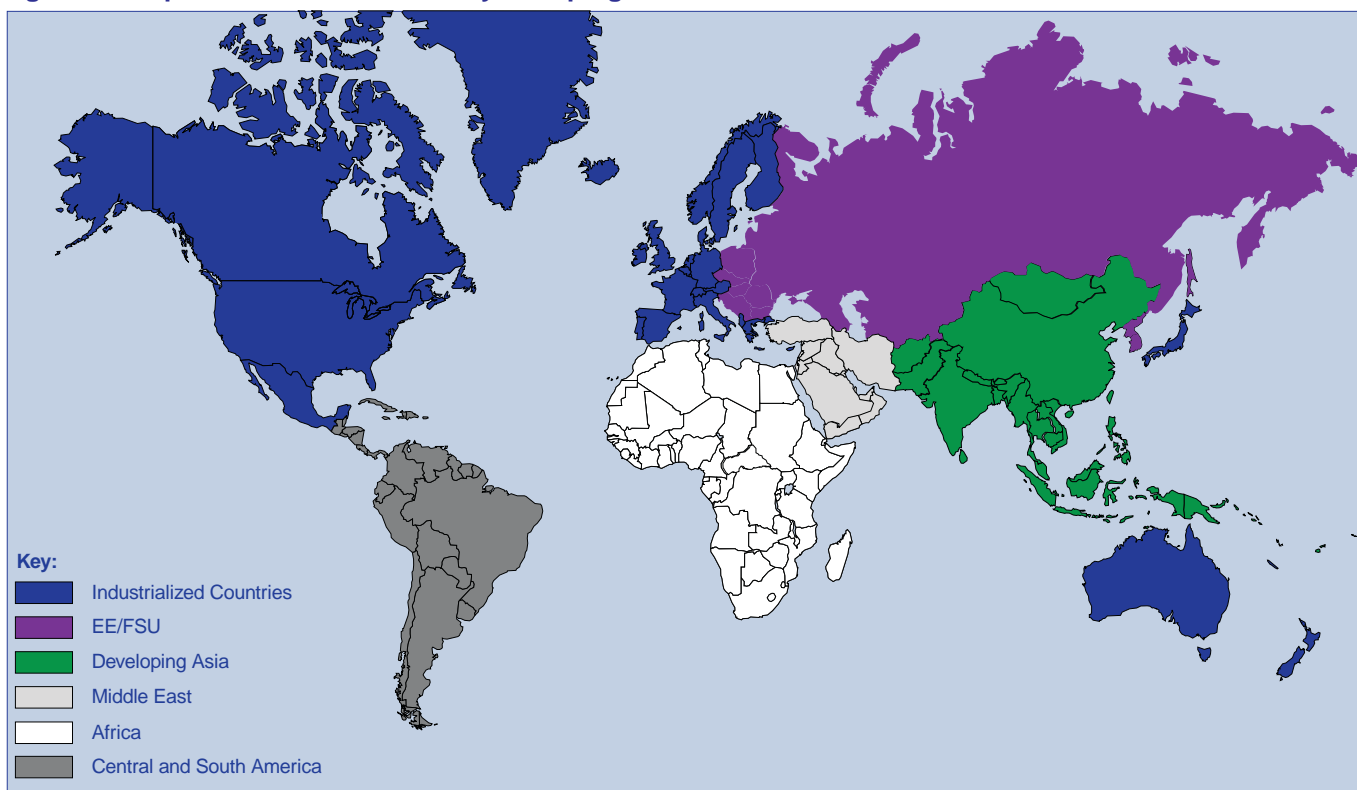 Key:
Industrialized Countries
EE/FSU
Developing Asia
Middle East
Africa
Central and South America